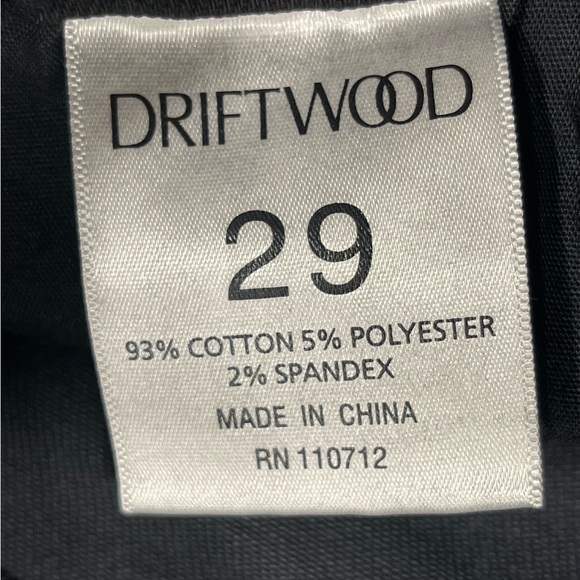 DRIFTWOOD
29
93% COTTON 5% POLYESTER
2% SPANDEX
MADE IN CHINA
RN 110712